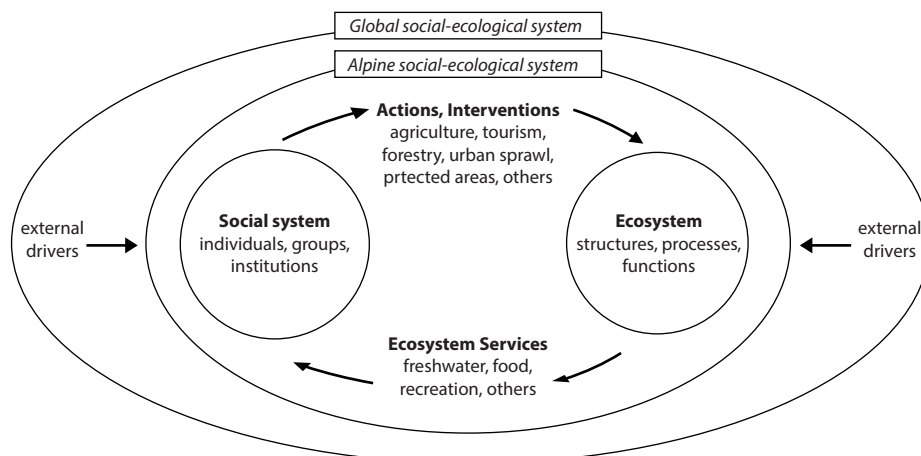 Global social-ecological system
Alpine social-ecological system
Actions, Interventions
agriculture, tourism,
forestry, urban sprawl,
prtected areas, others
Social system
individuals, groups,
institutions
Ecosystem
structures, processes,
functions
external
drivers
external
drivers
Ecosystem Services
freshwater, food,
recreation, others